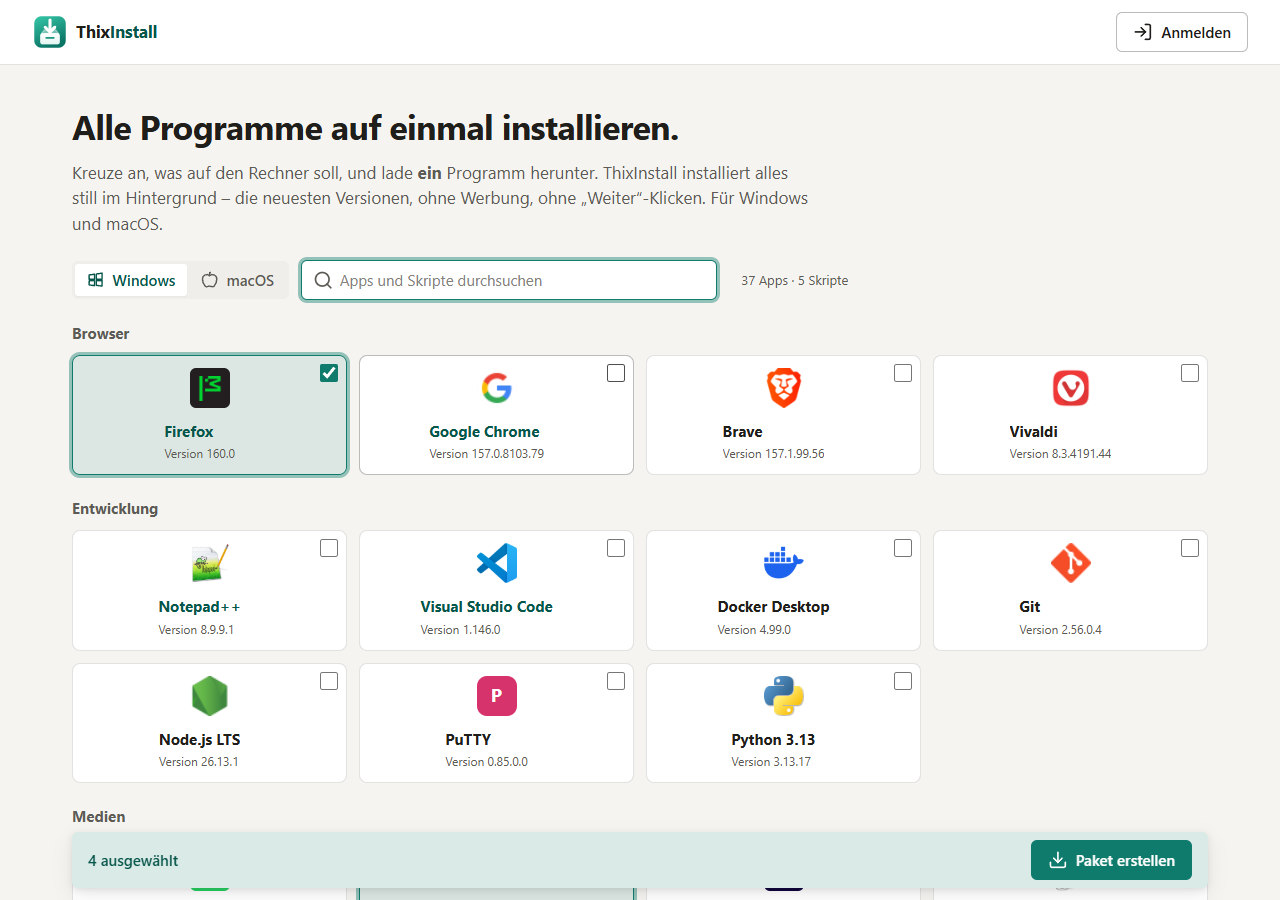 ThixInstall
Anmelden
Alle Programme auf einmal installieren.
Kreuze an, was auf den Rechner soll, und lade ein Programm herunter. ThixInstall installiert alles
still im Hintergrund – die neuesten Versionen, ohne Werbung, ohne „Weiter“-Klicken. Für Windows
und macOS.
Windows
macOS
Apps und Skripte durchsuchen
37 Apps · 5 Skripte
Browser
Firefox
Version 160.0
Google Chrome
Version 157.0.8103.79
Brave
Version 157.1.99.56
Vivaldi
Version 8.3.4191.44
Entwicklung
Notepad++
Version 8.9.9.1
Visual Studio Code
Version 1.146.0
Docker Desktop
Version 4.99.0
Git
Version 2.56.0.4
Node.js LTS
Version 26.13.1
P
PuTTY
Version 0.85.0.0
Python 3.13
Version 3.13.17
Medien
4 ausgewählt
Paket erstellen